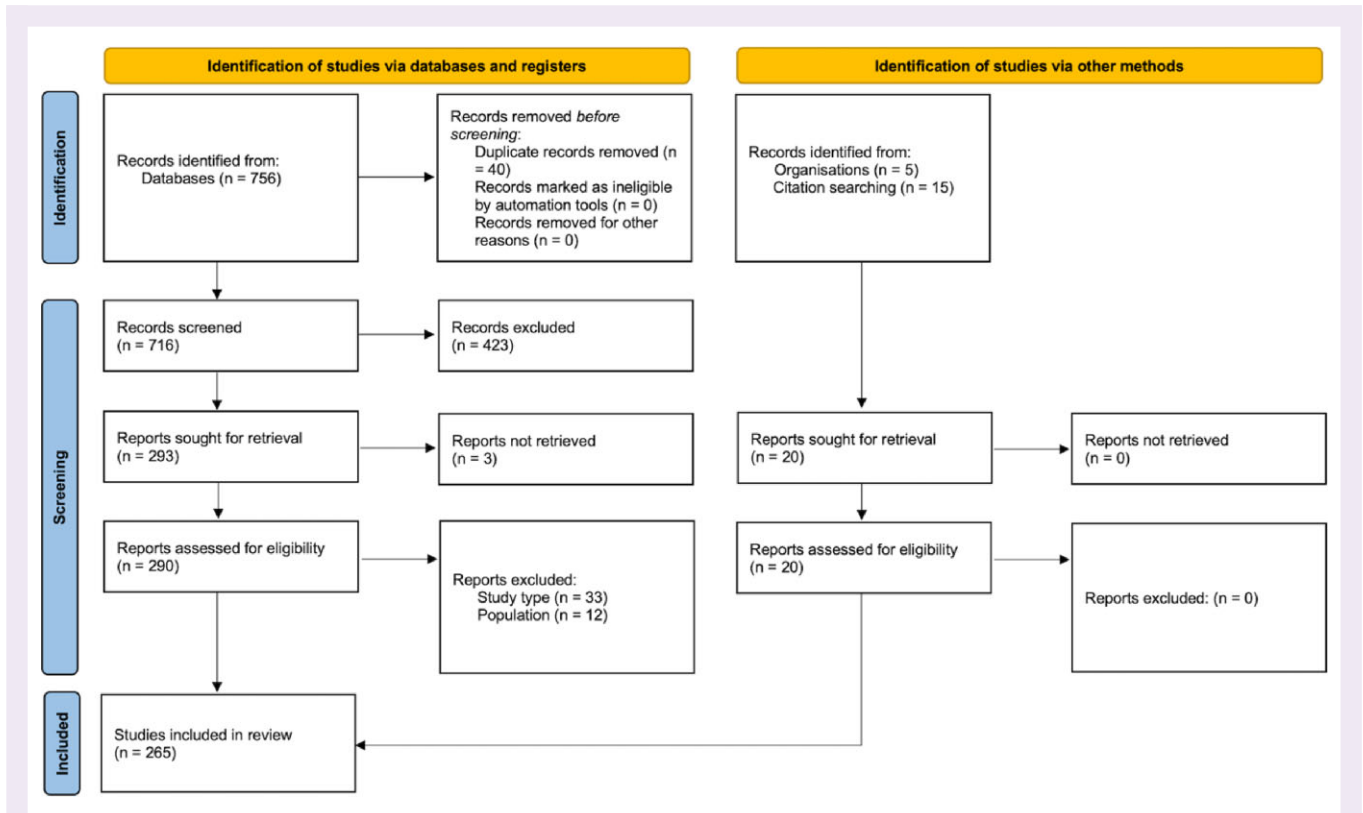 Identification of studies via databases and registers
Identification of studies via other methods
Identification
Records identified from:
Databases (n = 756)
Records removed before
screening:
Duplicate records removed (n
= 40)
Records marked as ineligible
by automation tools (n = 0)
Records removed for other
reasons (n = 0)
Records identified from:
Organisations (n = 5)
Citation searching (n = 15)
Screening
Records screened
(n = 716)
Records excluded
(n = 423)
Reports sought for retrieval
(n = 293)
Reports not retrieved
(n = 3)
Reports sought for retrieval
(n = 20)
Reports not retrieved
(n = 0)
Reports assessed for eligibility
(n = 290)
Reports excluded:
Study type (n = 33)
Population (n = 12)
Reports assessed for eligibility
(n = 20)
Reports excluded: (n = 0)
Included
Studies included in review
(n = 265)